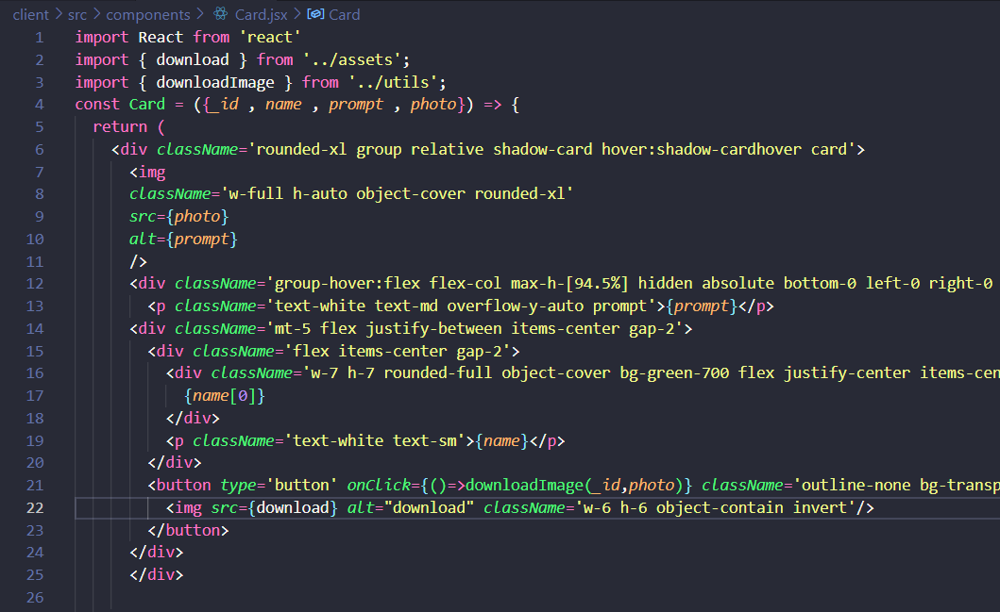 client > src > components > Card.jsx > Card
1 import React from 'react'
2 import { download } from '../assets';
3 import { downloadImage } from '../utils';
4 const Card = ({_id , name , prompt , photo}) => {
5 return (
6 <div className='rounded-xl group relative shadow-card hover:shadow-cardhover card'>
7 <img
8 className='w-full h-auto object-cover rounded-xl'
9 src={photo}
10 alt={prompt}
11 />
12 <div className='group-hover:flex flex-col max-h-[94.5%] hidden absolute bottom-0 left-0 right-0
13 <p className='text-white text-md overflow-y-auto prompt'>{prompt}</p>
14 <div className='mt-5 flex justify-between items-center gap-2'>
15 <div className='flex items-center gap-2'>
16 <div className='w-7 h-7 rounded-full object-cover bg-green-700 flex justify-center items-cen
17 {name[0]}
18 </div>
19 <p className='text-white text-sm'>{name}</p>
20 </div>
21 <button type='button' onClick={()=>downloadImage(_id,photo)} className='outline-none bg-transp
22 <img src={download} alt="download" className='w-6 h-6 object-contain invert'/>
23 </button>
24 </div>
25 </div>
26